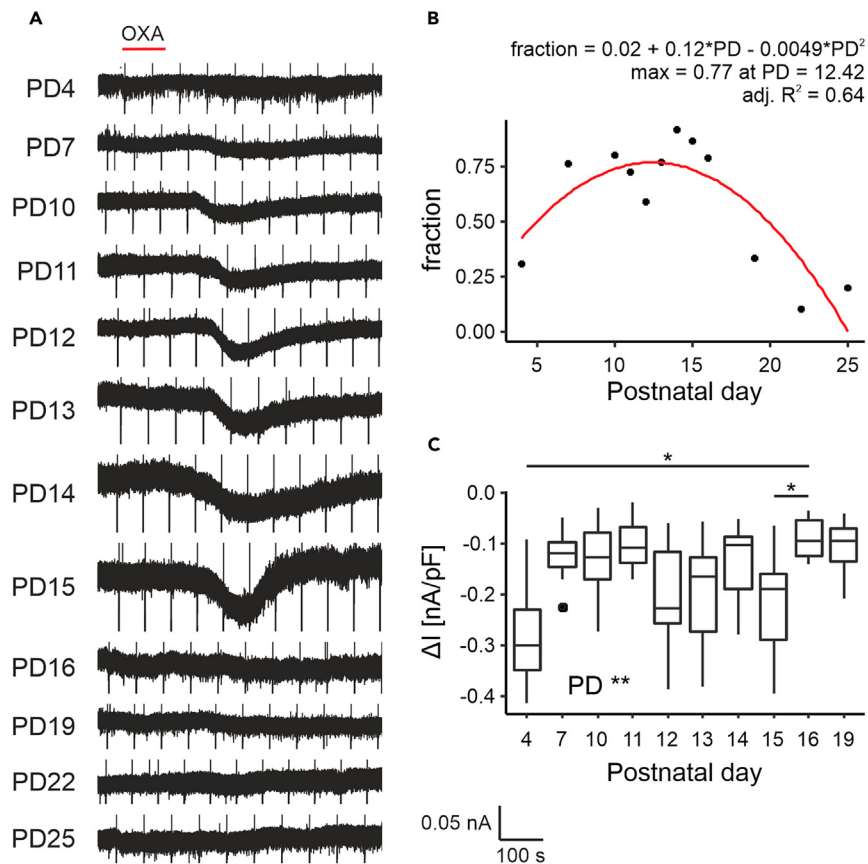 A
OXA
PD4
PD7
PD10
PD11
PD12
PD13
PD14
PD15
PD16
PD19
PD22
PD25
B
fraction = 0.02 + 0.12*PD - 0.0049*PD²
max = 0.77 at PD = 12.42
adj. R² = 0.64
fraction
0.75
0.50
0.25
0.00
5 10 15 20 25
Postnatal day
C
*
*
ΔI [nA/pF]
0.0
-0.1
-0.2
-0.3
-0.4
PD **
4 7 10 11 12 13 14 15 16 19
Postnatal day
0.05 nA
100 s